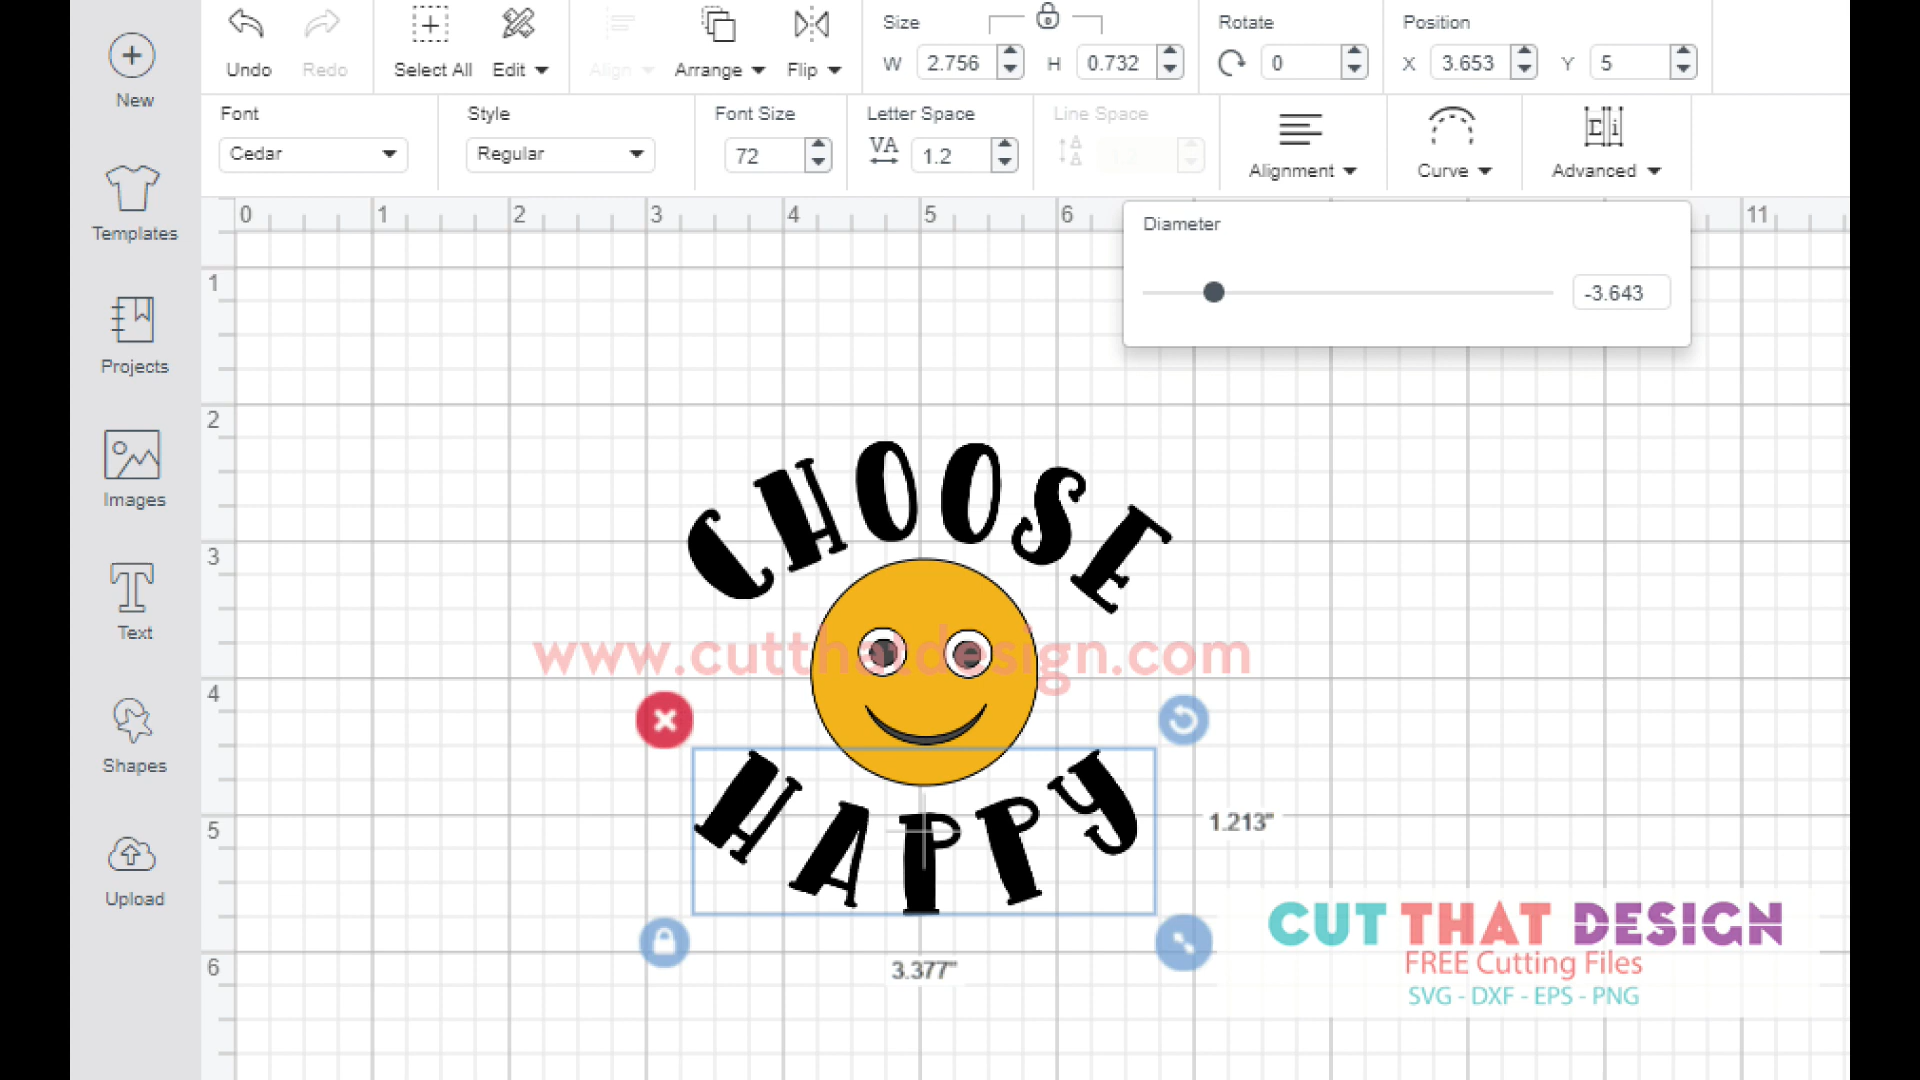 New
Templates
Projects
Images
Text
Shapes
Upload
Undo
Redo
Select All
Edit
Align
Arrange
Flip
Size
W 2.756
H 0.732
Rotate
0
Position
X 3.653
Y 5
Font
Cedar
Style
Regular
Font Size
72
Letter Space
VA 1.2
Line Space
A
A
1.2
Alignment
Curve
Advanced
0 1 2 3 4 5 6 11
Diameter
-3.643
1
2
3
4
5
6
CHOOSE
www.cutthatdesign.com
HAPPY
1.213"
3.377"
CUT THAT DESIGN
FREE Cutting Files
SVG - DXF - EPS - PNG